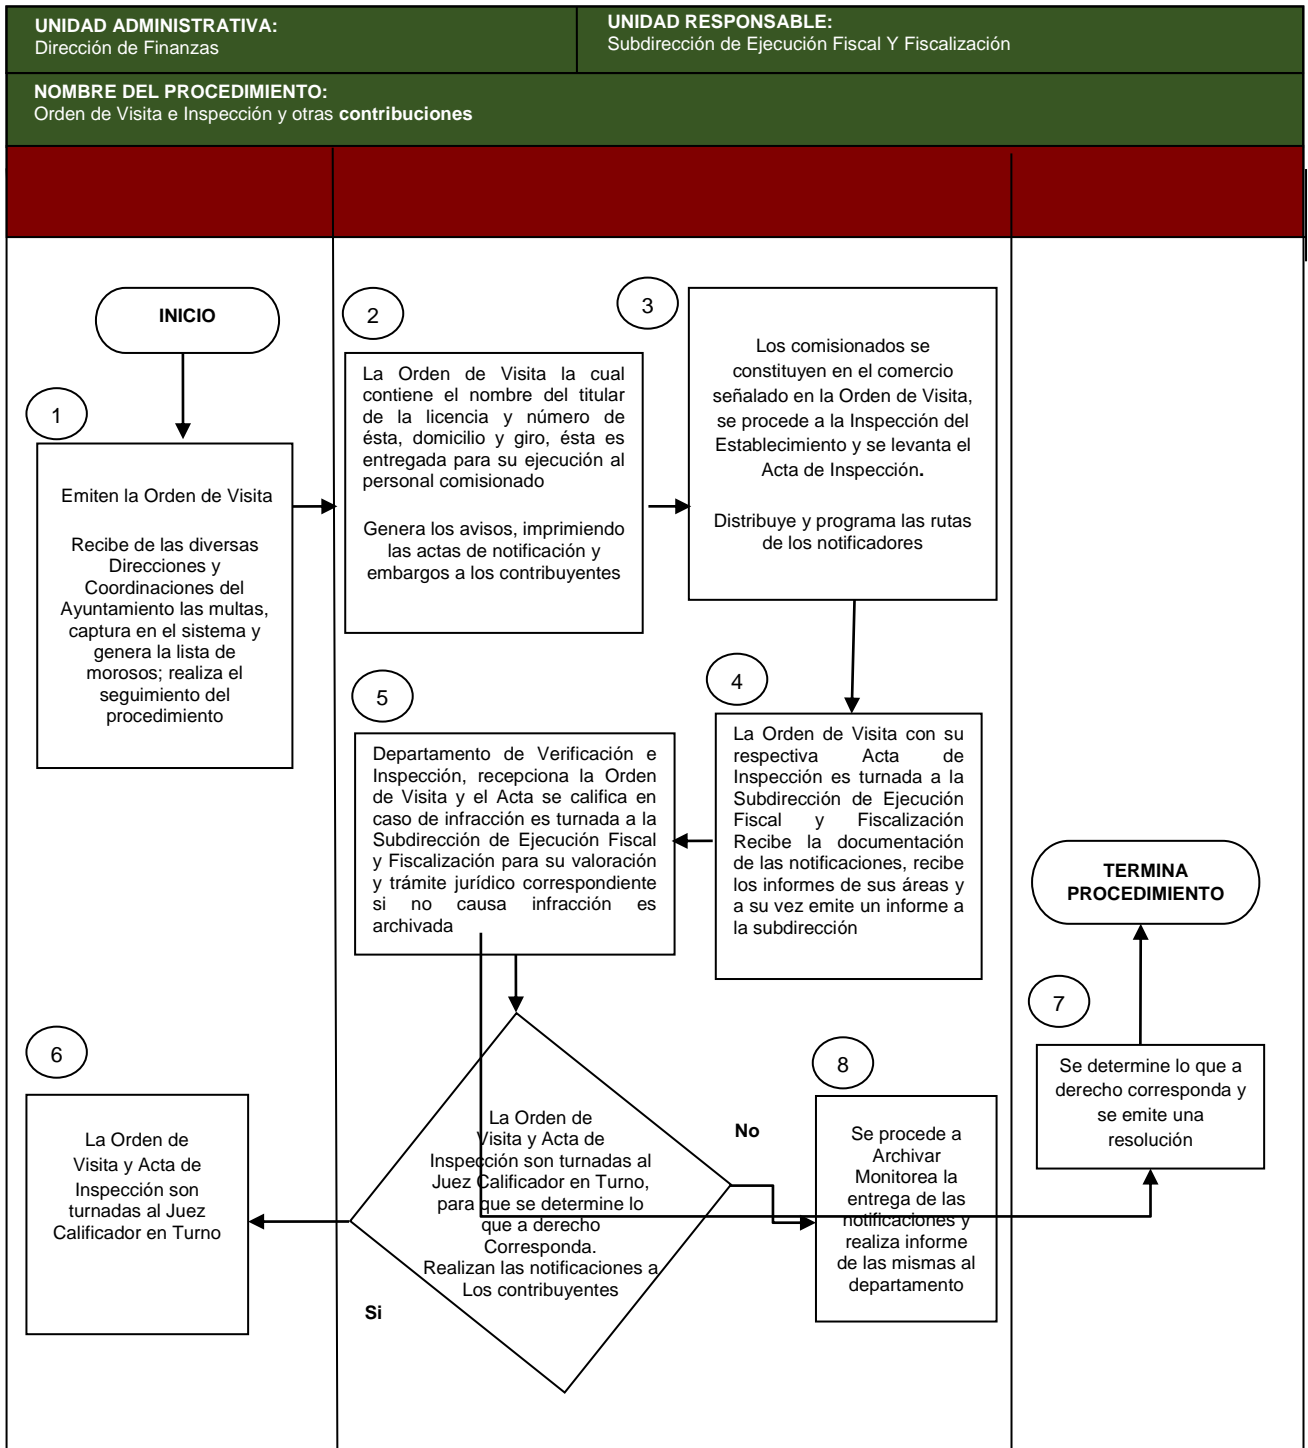 UNIDAD ADMINISTRATIVA:
Dirección de Finanzas
UNIDAD RESPONSABLE:
Subdirección de Ejecución Fiscal Y Fiscalización
NOMBRE DEL PROCEDIMIENTO:
Orden de Visita e Inspección y otras contribuciones
INICIO
1
Emiten la Orden de Visita
Recibe de las diversas
Direcciones y
Coordinaciones del
Ayuntamiento las multas,
captura en el sistema y
genera la lista de
morosos; realiza el
seguimiento del
procedimiento
2
La Orden de Visita la cual
contiene el nombre del titular
de la licencia y número de
ésta, domicilio y giro, ésta es
entregada para su ejecución al
personal comisionado
Genera los avisos, imprimiendo
las actas de notificación y
embargos a los contribuyentes
3
Los comisionados se
constituyen en el comercio
señalado en la Orden de Visita,
se procede a la Inspección del
Establecimiento y se levanta el
Acta de Inspección.
Distribuye y programa las rutas
de los notificadores
4
La Orden de Visita con su
respectiva Acta de
Inspección es turnada a la
Subdirección de Ejecución
Fiscal y Fiscalización
Recibe la documentación
de las notificaciones, recibe
los informes de sus áreas y
a su vez emite un informe a
la subdirección
5
Departamento de Verificación e
Inspección, recepciona la Orden
de Visita y el Acta se califica en
caso de infracción es turnada a la
Subdirección de Ejecución Fiscal
y Fiscalización para su valoración
y trámite jurídico correspondiente
si no causa infracción es
archivada
La Orden de
Visita y Acta de
Inspección son turnadas al
Juez Calificador en Turno,
para que se determine lo
que a derecho
Corresponda.
Realizan las notificaciones a
Los contribuyentes
Si
No
6
La Orden de
Visita y Acta de
Inspección son
turnadas al Juez
Calificador en Turno
8
Se procede a
Archivar
Monitorea la
entrega de las
notificaciones y
realiza informe
de las mismas al
departamento
7
Se determine lo que a
derecho corresponda y
se emite una
resolución
TERMINA
PROCEDIMIENTO